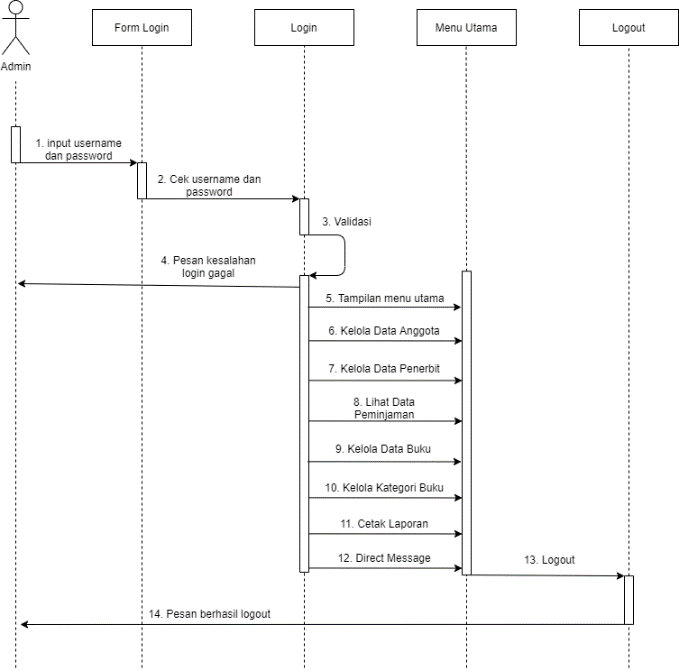 Form Login
Login
Menu Utama
Logout
Admin
1. input username
dan password
2. Cek username dan
password
3. Validasi
4. Pesan kesalahan
login gagal
5. Tampilan menu utama
6. Kelola Data Anggota
7. Kelola Data Penerbit
8. Lihat Data
Peminjaman
9. Kelola Data Buku
10. Kelola Kategori Buku
11. Cetak Laporan
12. Direct Message
13. Logout
14. Pesan berhasil logout